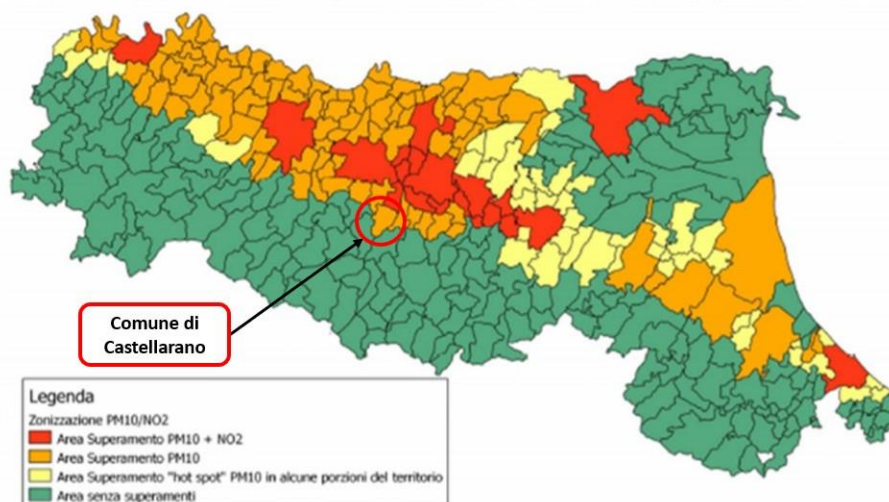 Comune di
Castellarano
Legenda
Zonizzazione PM10/NO2
Area Superamento PM10 + NO2
Area Superamento PM10
Area Superamento "hot spot" PM10 in alcune porzioni del territorio
Area senza superamenti